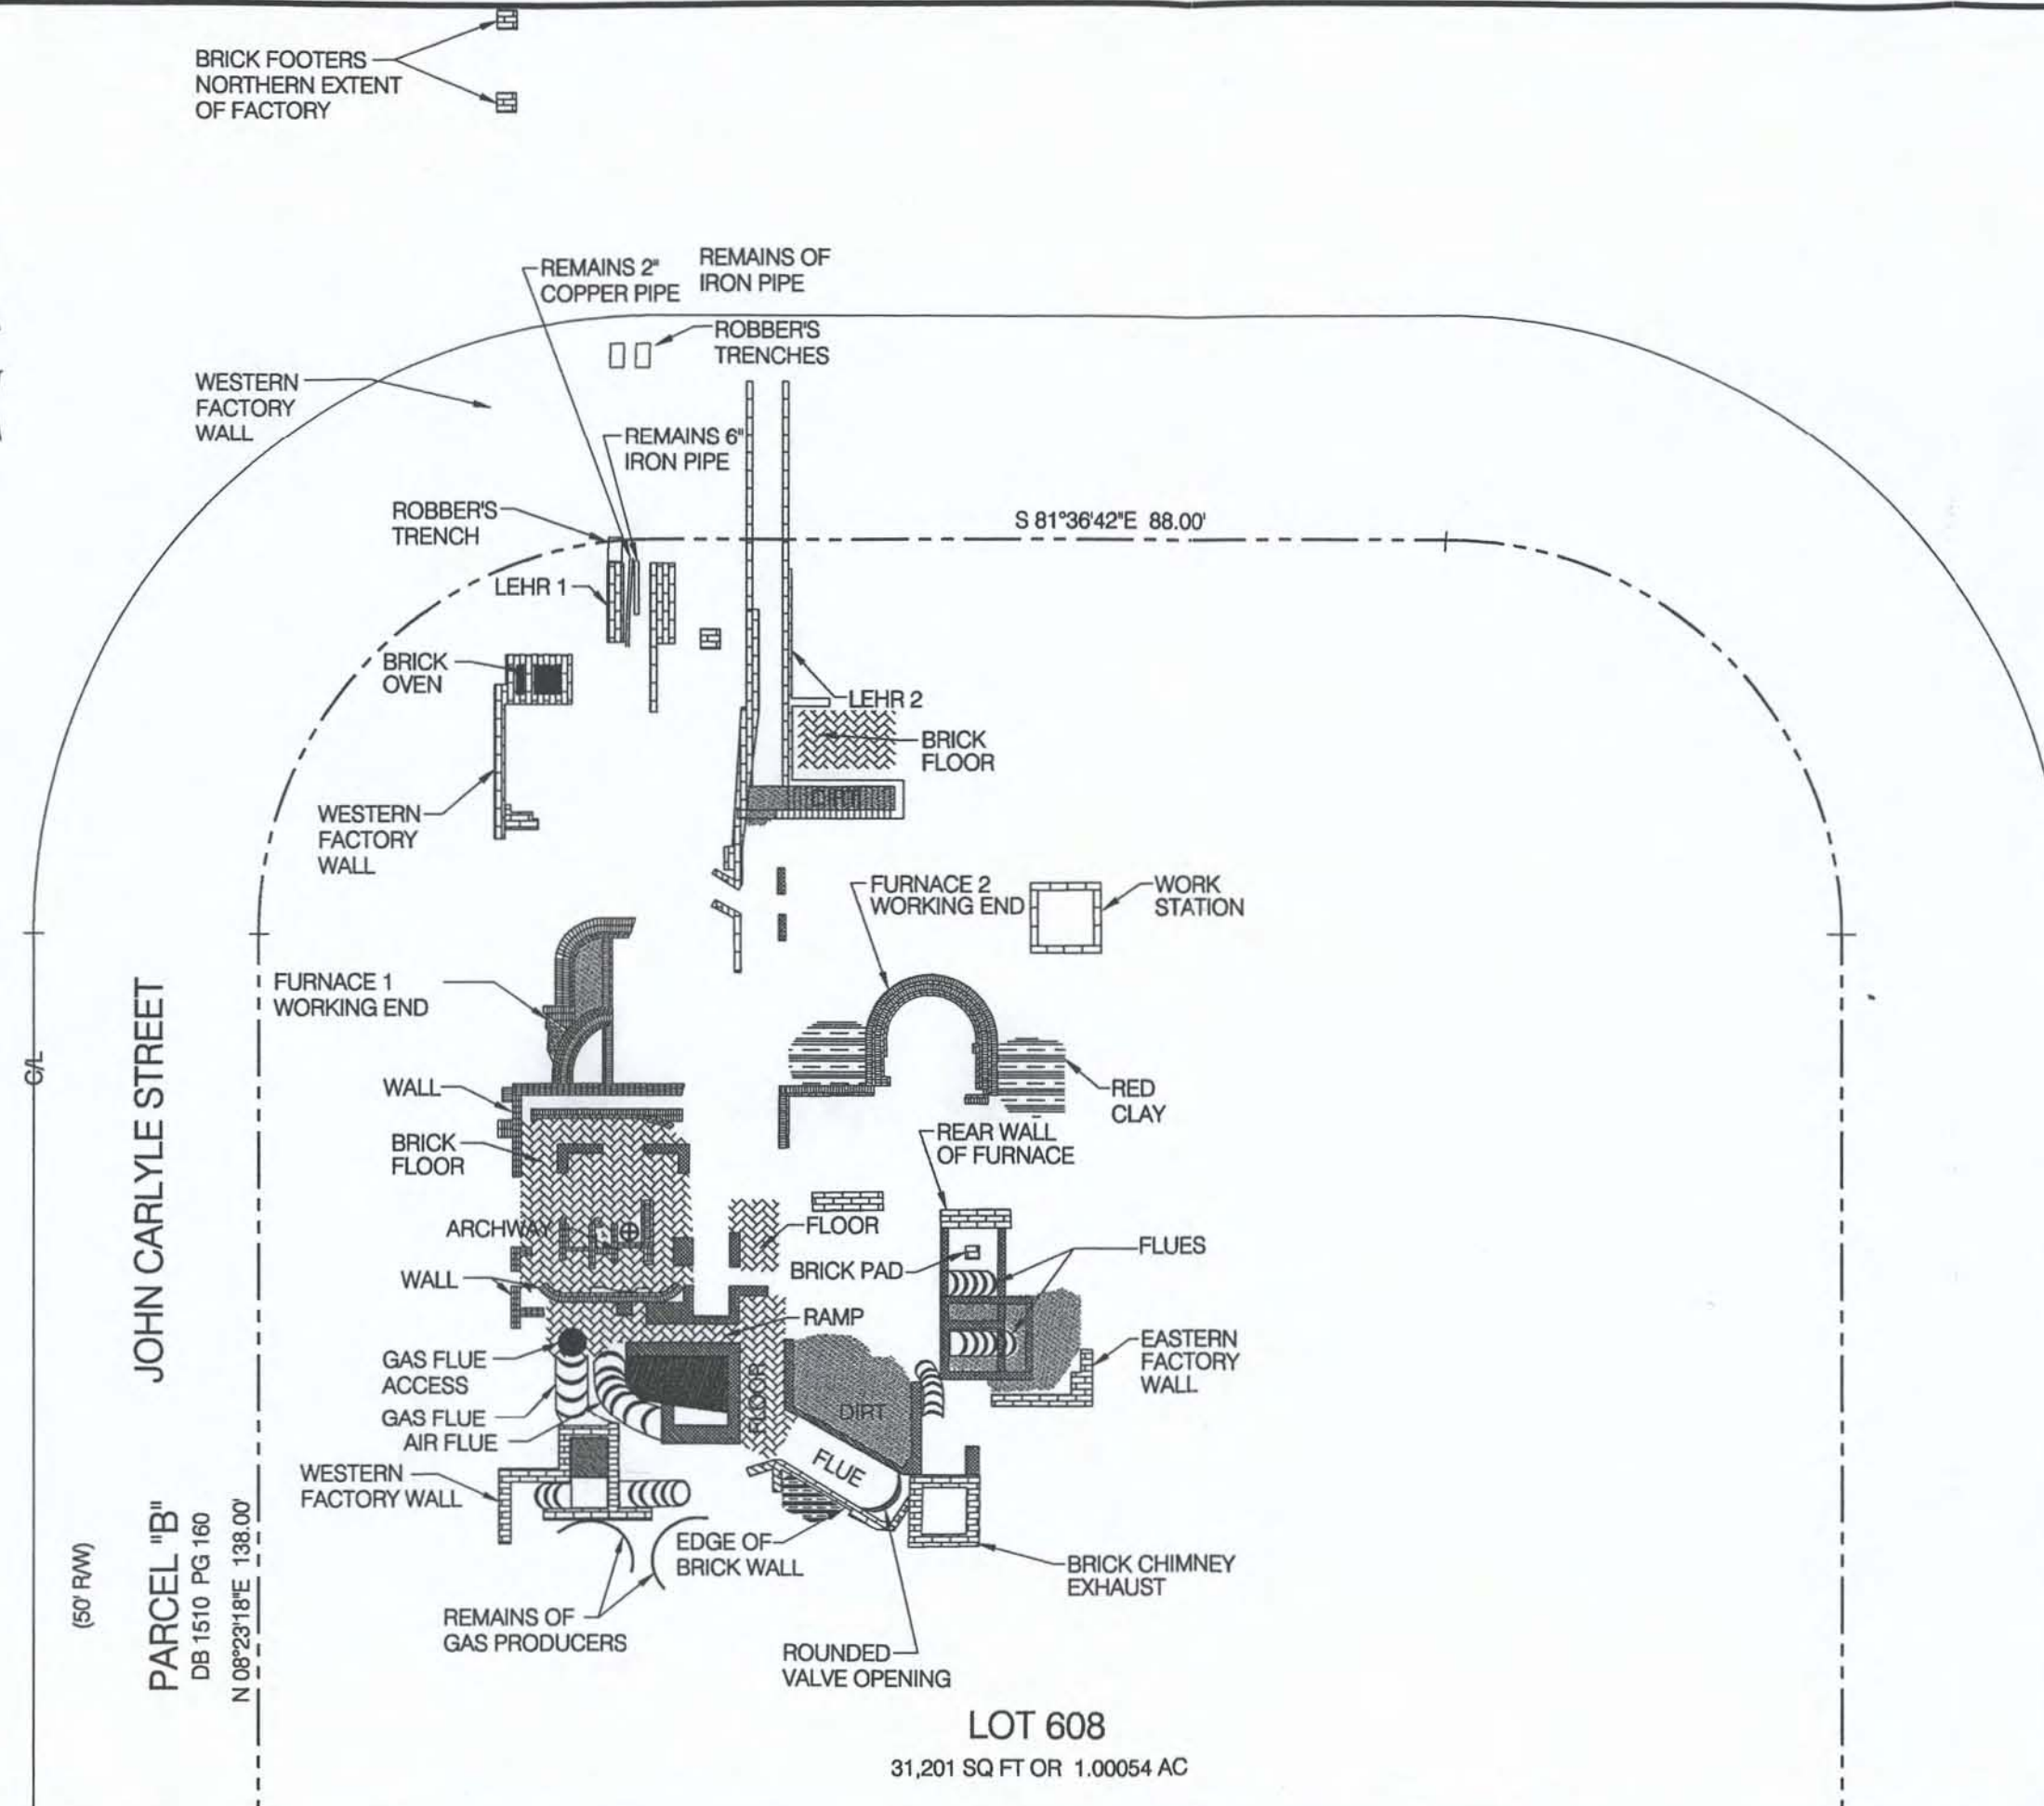 BRICK FOOTERS
NORTHERN EXTENT
OF FACTORY
REMAINS 2"
COPPER PIPE
REMAINS OF
IRON PIPE
ROBBER'S
TRENCHES
WESTERN
FACTORY
WALL
REMAINS 6"
IRON PIPE
ROBBER'S
TRENCH
S 81°36'42"E 88.00'
LEHR 1
BRICK
OVEN
LEHR 2
BRICK
FLOOR
DIRT
WESTERN
FACTORY
WALL
FURNACE 2
WORKING END
WORK
STATION
FURNACE 1
WORKING END
C/L
JOHN CARLYLE STREET
WALL
RED
CLAY
BRICK
FLOOR
REAR WALL
OF FURNACE
ARCHWAY
FLOOR
FLUES
BRICK PAD
WALL
RAMP
EASTERN
FACTORY
WALL
GAS FLUE
ACCESS
FLOOR
DIRT
GAS FLUE
AIR FLUE
FLUE
WESTERN
FACTORY WALL
EDGE OF
BRICK WALL
BRICK CHIMNEY
EXHAUST
REMAINS OF
GAS PRODUCERS
ROUNDED
VALVE OPENING
(50' R/W)
PARCEL "B"
DB 1510 PG 160
N 08°23'18"E 138.00'
LOT 608
31,201 SQ FT OR 1.00054 AC